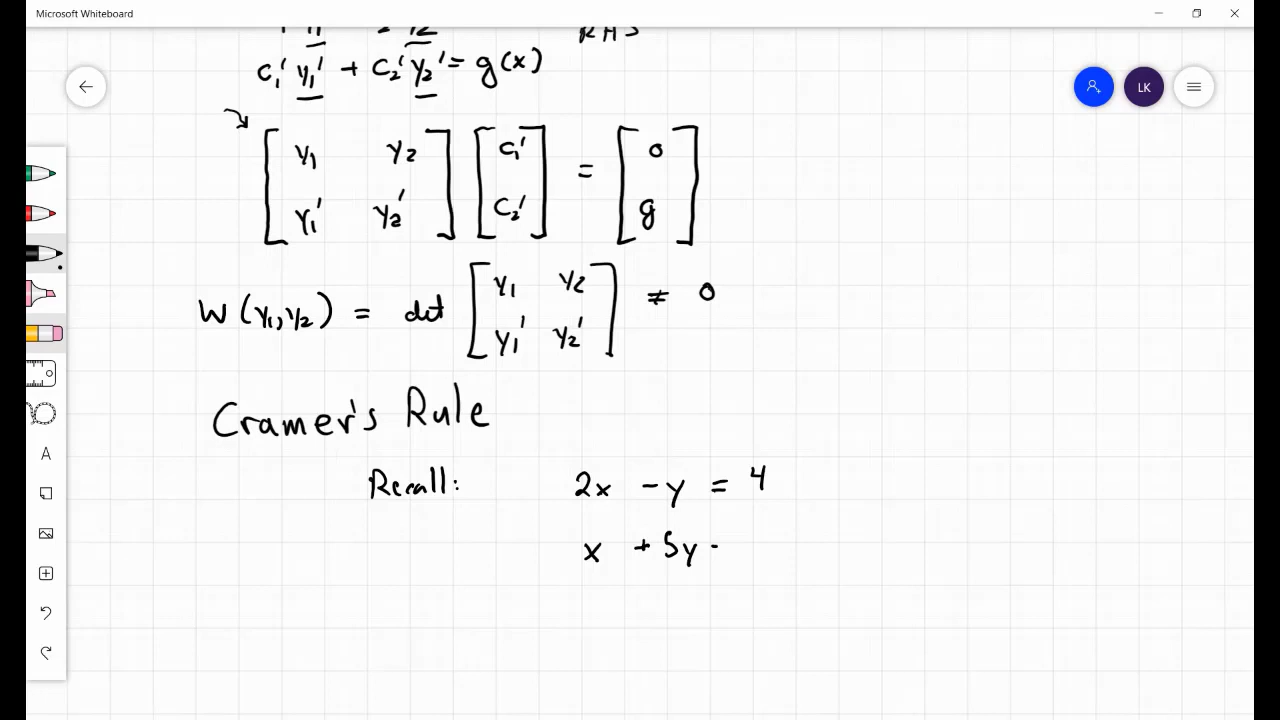 Microsoft Whiteboard
RHS
c₁'y₁' + c₂'y₂' = g(x)
LK
[y₁ y₂] [c₁'] = [0]
[y₁' y₂'] [c₂'] [g]
W(y₁,y₂) = det [y₁ y₂] ≠ 0
[y₁' y₂']
Cramer's Rule
A
Recall: 2x - y = 4
x + 5y -